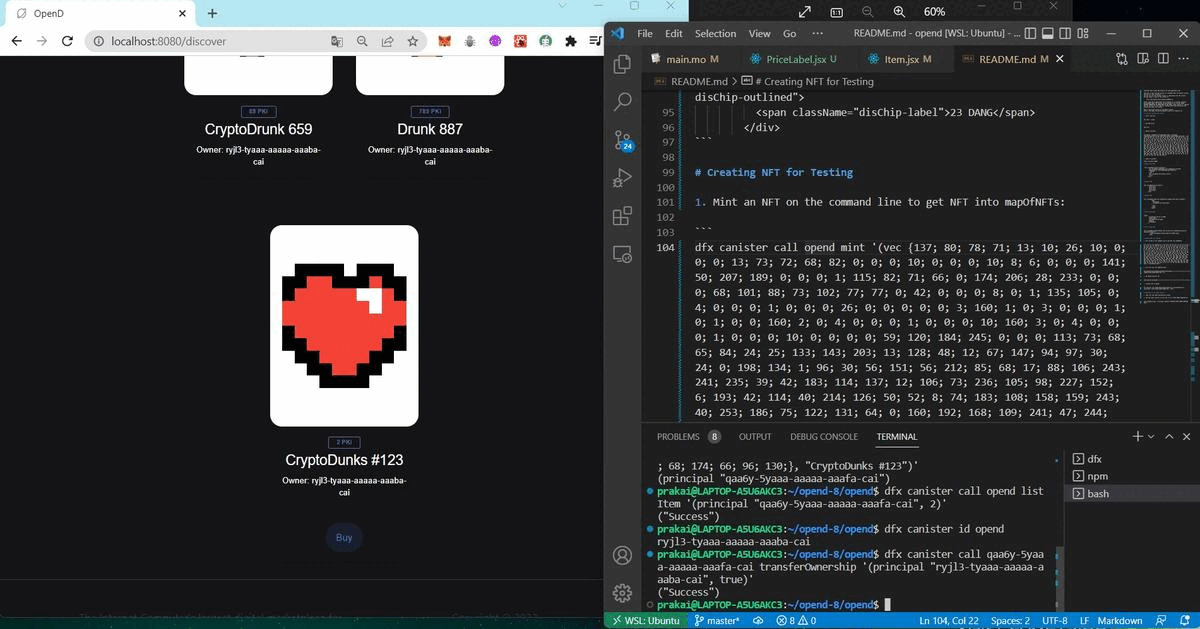 OpenD
localhost:8080/discover
89 PKI
CryptoDrunk 659
Owner: ryjl3-tyaaa-aaaaa-aaaba-
cai
789 PKI
Drunk 887
Owner: ryjl3-tyaaa-aaaaa-aaaba-
cai
2 PKI
CryptoDunks #123
Owner: ryjl3-tyaaa-aaaaa-aaaba-
cai
Buy
60%
File Edit Selection View Go ··· README.md - opend [WSL: Ubuntu] - ...
main.mo M PriceLabel.jsx U Item.jsx M README.md M
README.md > # Creating NFT for Testing
disChip-outlined">
95 <span className="disChip-label">23 DANG</span>
96 </div>
97 ```
98
99 # Creating NFT for Testing
100
101 1. Mint an NFT on the command line to get NFT into mapOfNFTs:
102
103 ```
104 dfx canister call opend mint '(vec {137; 80; 78; 71; 13; 10; 26; 10; 0;
0; 0; 13; 73; 72; 68; 82; 0; 0; 0; 10; 0; 0; 0; 10; 8; 6; 0; 0; 0; 141;
50; 207; 189; 0; 0; 0; 1; 115; 82; 71; 66; 0; 174; 206; 28; 233; 0; 0;
0; 68; 101; 88; 73; 102; 77; 77; 0; 42; 0; 0; 0; 8; 0; 1; 135; 105; 0;
4; 0; 0; 0; 1; 0; 0; 0; 26; 0; 0; 0; 0; 0; 3; 160; 1; 0; 3; 0; 0; 0; 1;
0; 1; 0; 0; 160; 2; 0; 4; 0; 0; 0; 1; 0; 0; 0; 10; 160; 3; 0; 4; 0; 0;
0; 1; 0; 0; 0; 10; 0; 0; 0; 0; 59; 120; 184; 245; 0; 0; 0; 113; 73; 68;
65; 84; 24; 25; 133; 143; 203; 13; 128; 48; 12; 67; 147; 94; 97; 30;
24; 0; 198; 134; 1; 96; 30; 56; 151; 56; 212; 85; 68; 17; 88; 106; 243;
241; 235; 39; 42; 183; 114; 137; 12; 106; 73; 236; 105; 98; 227; 152;
6; 193; 42; 114; 40; 214; 126; 50; 52; 8; 74; 183; 108; 158; 159; 243;
40; 253; 186; 75; 122; 131; 64; 0; 160; 192; 168; 109; 241; 47; 244;
PROBLEMS 8 OUTPUT DEBUG CONSOLE TERMINAL
; 68; 174; 66; 96; 130;}, "CryptoDunks #123")'
(principal "qaa6y-5yaaa-aaaaa-aaafa-cai")
prakai@LAPTOP-A5U6AKC3:~/opend-8/opend$ dfx canister call opend list
Item '(principal "qaa6y-5yaaa-aaaaa-aaafa-cai", 2)'
("Success")
prakai@LAPTOP-A5U6AKC3:~/opend-8/opend$ dfx canister id opend
ryjl3-tyaaa-aaaaa-aaaba-cai
prakai@LAPTOP-A5U6AKC3:~/opend-8/opend$ dfx canister call qaa6y-5yaa
a-aaaaa-aaafa-cai transferOwnership '(principal "ryjl3-tyaaa-aaaaa-a
aaba-cai", true)'
("Success")
prakai@LAPTOP-A5U6AKC3:~/opend-8/opend$
dfx
npm
bash
24
WSL: Ubuntu master* 8 0 Ln 104, Col 22 Spaces: 2 UTF-8 LF Markdown